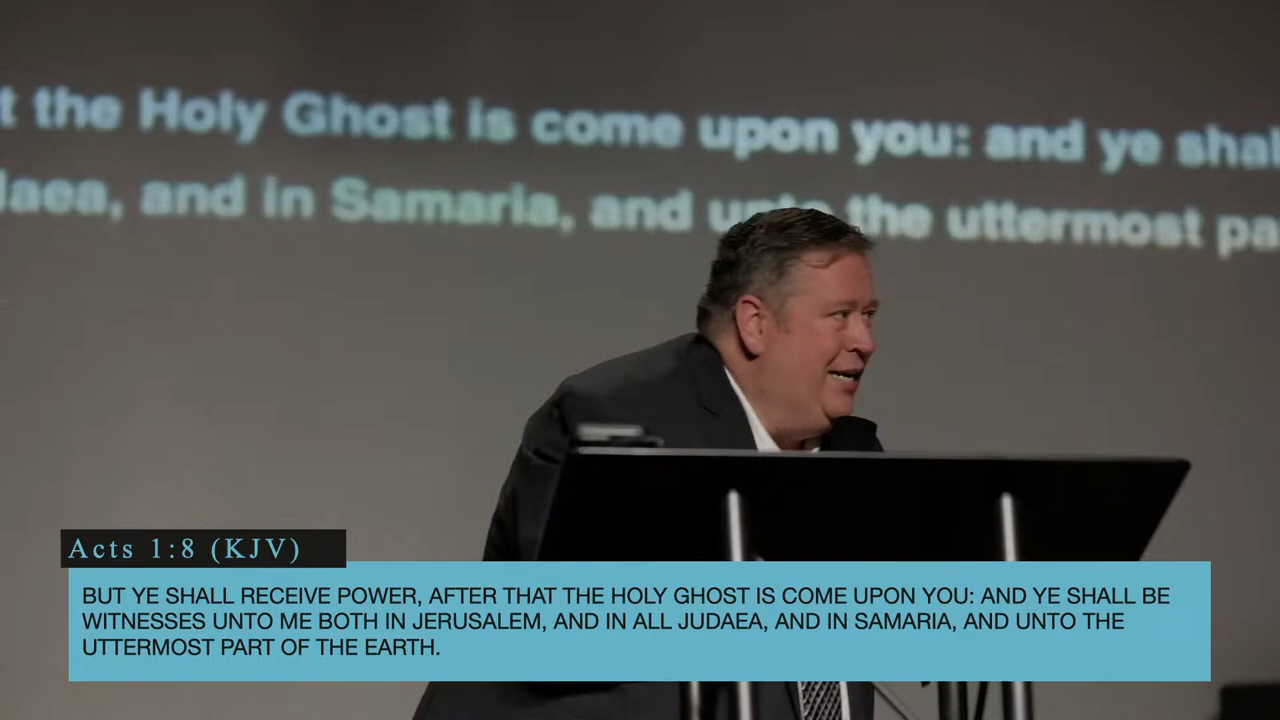 t the Holy Ghost is come upon you: and ye shal
daea, and in Samaria, and unto the uttermost pa
Acts 1:8 (KJV)
BUT YE SHALL RECEIVE POWER, AFTER THAT THE HOLY GHOST IS COME UPON YOU: AND YE SHALL BE
WITNESSES UNTO ME BOTH IN JERUSALEM, AND IN ALL JUDAEA, AND IN SAMARIA, AND UNTO THE
UTTERMOST PART OF THE EARTH.